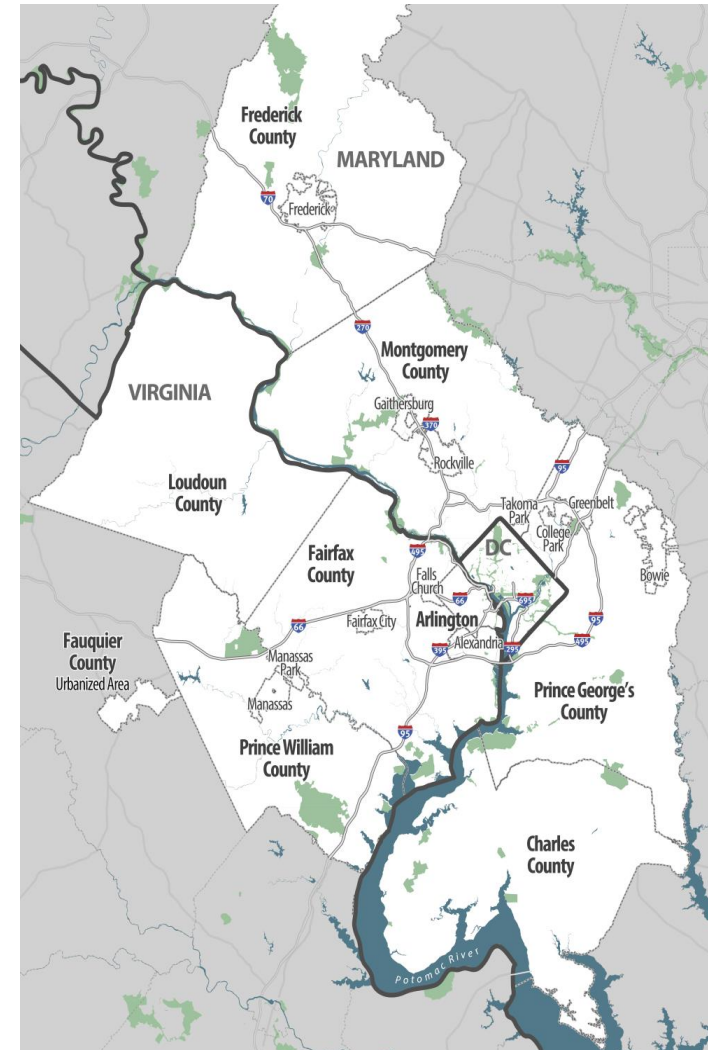 Frederick
County
MARYLAND
70
Frederick
270
Montgomery
County
VIRGINIA
Gaithersburg
370
Rockville
95
Loudoun
County
Takoma
Park
Greenbelt
College
Park
DC
Bowie
Fairfax
County
495
Falls
Church
66
695
Arlington
Fairfax City
66
Alexandria
395
295
495
95
Fauquier
County
Urbanized Area
Manassas
Park
Manassas
Prince George's
County
95
Prince William
County
Charles
County
Potomac River